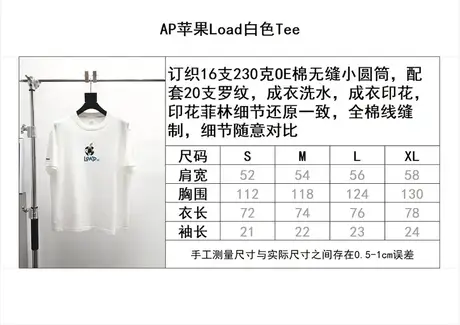 AP苹果Load白色Tee
订织16支230克OE棉无缝小圆筒，配
套20支罗纹，成衣洗水，成衣印花，
印花菲林细节还原一致，全棉线缝
制，细节随意对比
尺码 S M L XL
肩宽 52 54 56 58
胸围 112 118 124 130
衣长 72 74 76 78
袖长 21 22 23 24
手工测量尺寸与实际尺寸之间存在0.5-1cm误差
LOAD